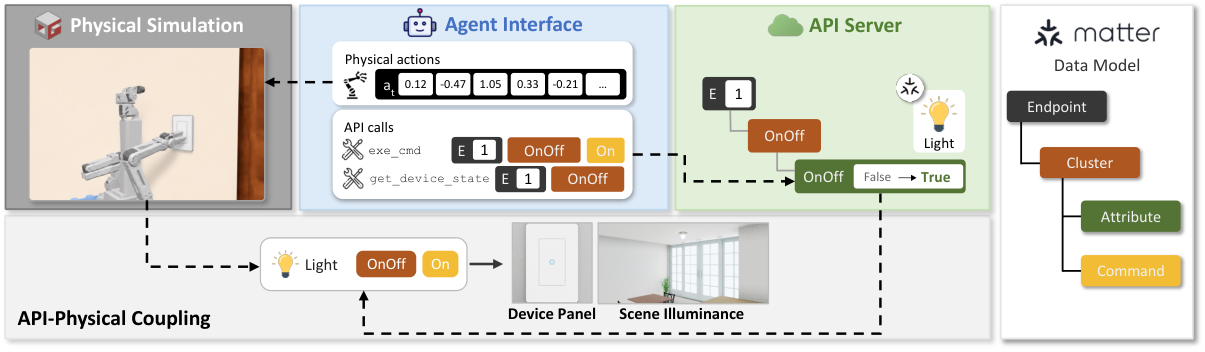 Physical Simulation
Agent Interface
Physical actions
a_t 0.12 -0.47 1.05 0.33 -0.21 ...
API calls
exe_cmd E 1 OnOff On
get_device_state E 1 OnOff
API Server
E 1
OnOff
OnOff False → True
Light
matter
Data Model
Endpoint
Cluster
Attribute
Command
Light OnOff On
Device Panel
Scene Illuminance
API-Physical Coupling